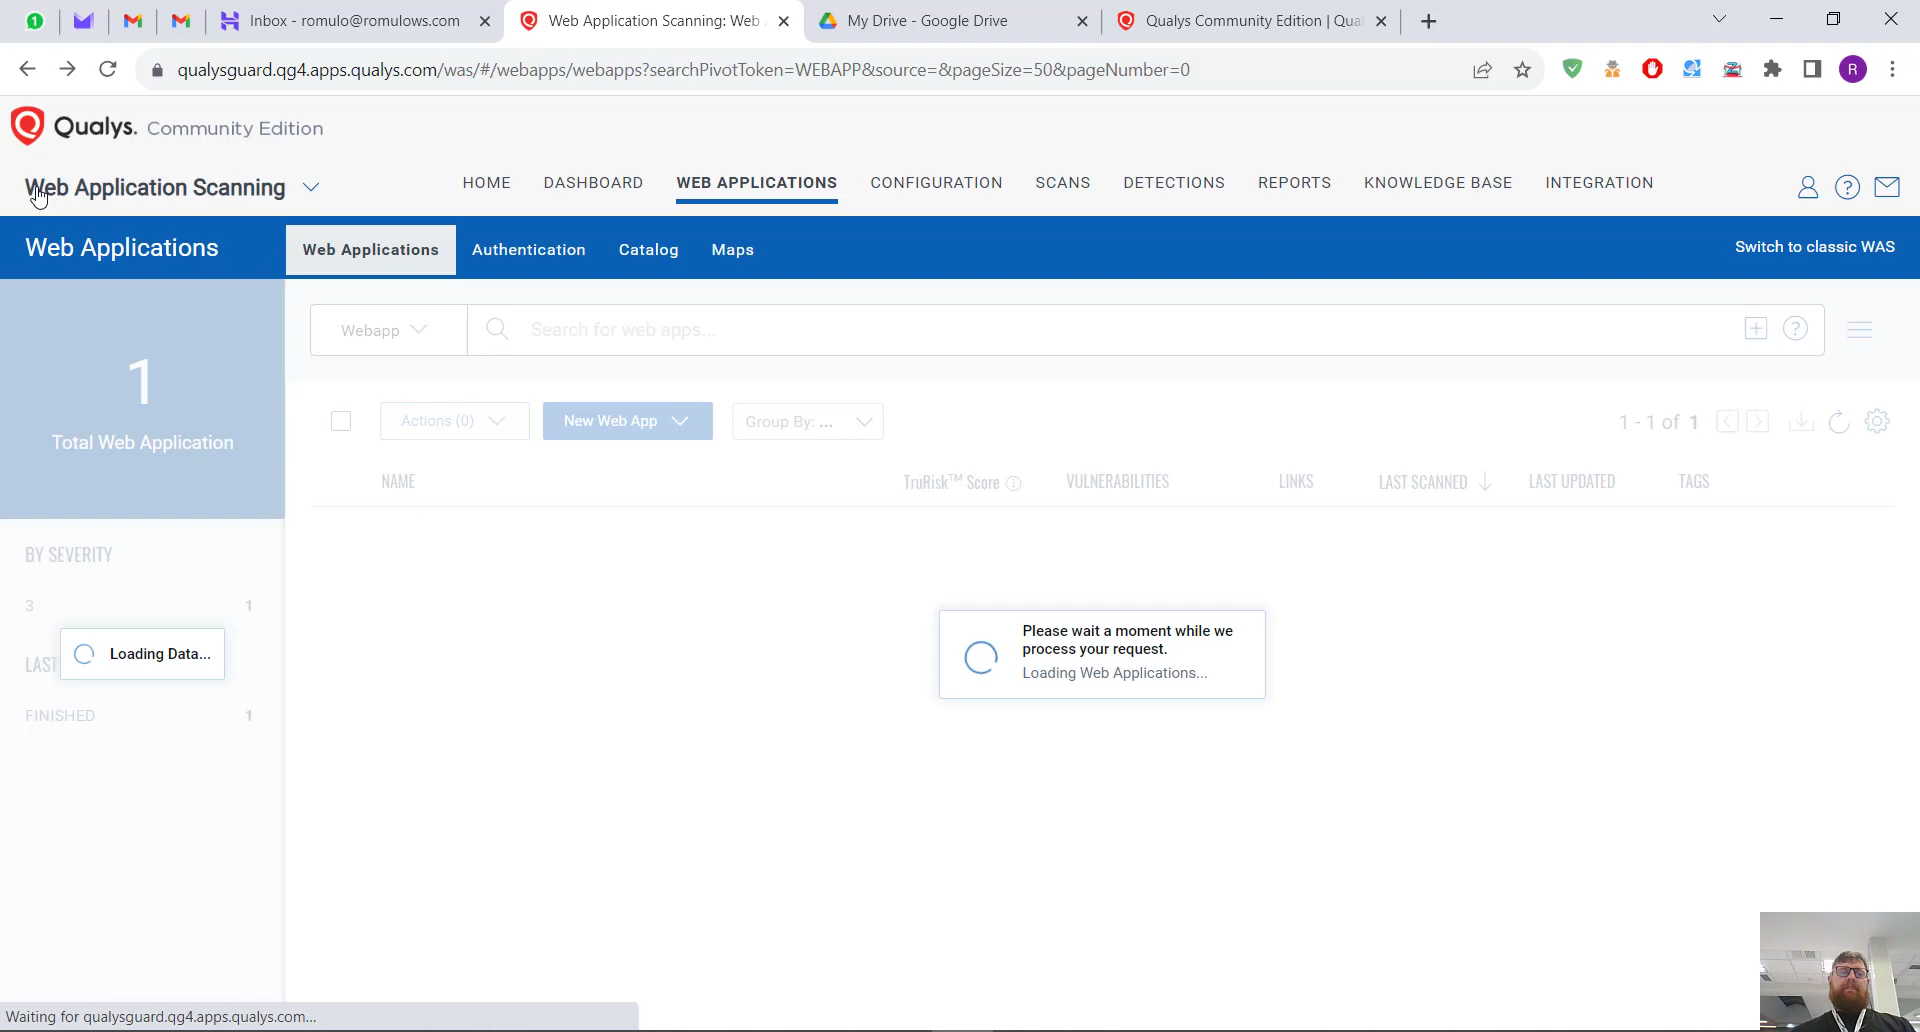 Inbox - romulo@romulows.com
Web Application Scanning: Web
My Drive - Google Drive
Qualys Community Edition | Qual
qualysguard.qg4.apps.qualys.com/was/#/webapps/webapps?searchPivotToken=WEBAPP&source=&pageSize=50&pageNumber=0
R
Qualys. Community Edition
Web Application Scanning
HOME
DASHBOARD
WEB APPLICATIONS
CONFIGURATION
SCANS
DETECTIONS
REPORTS
KNOWLEDGE BASE
INTEGRATION
Web Applications
Web Applications
Authentication
Catalog
Maps
Switch to classic WAS
1
Total Web Application
Webapp
Search for web apps...
Actions (0)
New Web App
Group By: ...
1 - 1 of 1
NAME
TruRisk™ Score
VULNERABILITIES
LINKS
LAST SCANNED
LAST UPDATED
TAGS
BY SEVERITY
3 1
LAST
Loading Data...
FINISHED 1
Please wait a moment while we
process your request.
Loading Web Applications...
Waiting for qualysguard.qg4.apps.qualys.com...